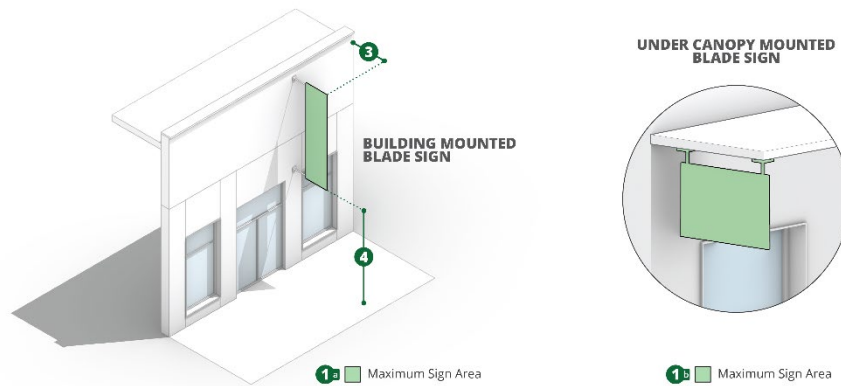 3
UNDER CANOPY MOUNTED
BLADE SIGN
BUILDING MOUNTED
BLADE SIGN
4
1a Maximum Sign Area
1b Maximum Sign Area